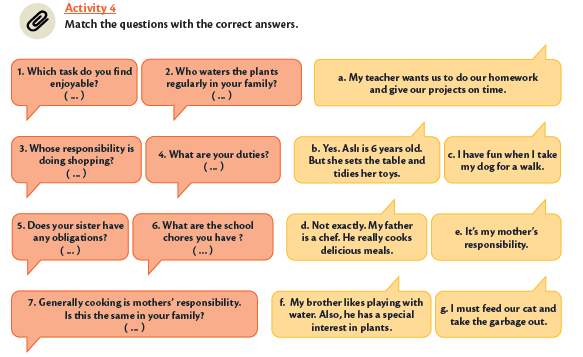 Activity 4
Match the questions with the correct answers.
1. Which task do you find
enjoyable?
( ... )
2. Who waters the plants
regularly in your family?
( ... )
a. My teacher wants us to do our homework
and give our projects on time.
3. Whose responsibility is
doing shopping?
( ... )
4. What are your duties?
( ... )
b. Yes. Aslı is 6 years old.
But she sets the table and
tidies her toys.
c. I have fun when I take
my dog for a walk.
5. Does your sister have
any obligations?
( ... )
6. What are the school
chores you have ?
( ... )
d. Not exactly. My father
is a chef. He really cooks
delicious meals.
e. It's my mother's
responsibility.
7. Generally cooking is mothers' responsibility.
Is this the same in your family?
( ... )
f. My brother likes playing with
water. Also, he has a special
interest in plants.
g. I must feed our cat and
take the garbage out.